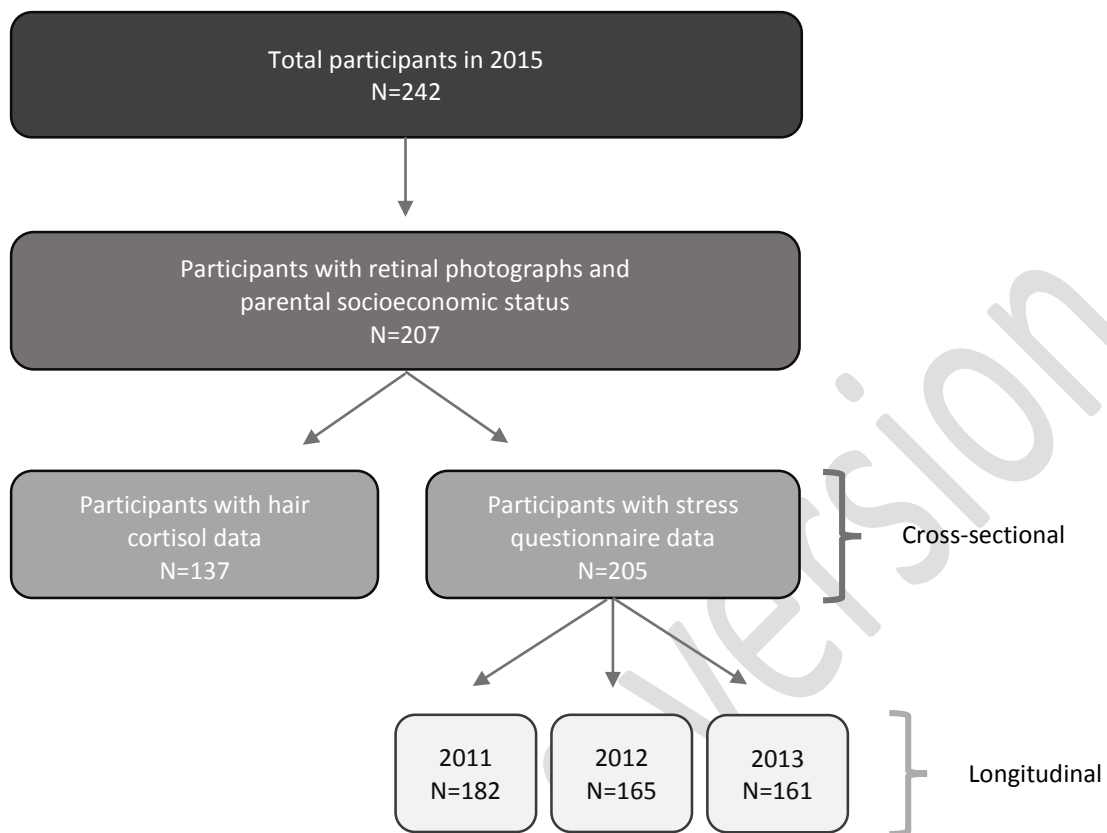 Total participants in 2015
N=242
Participants with retinal photographs and
parental socioeconomic status
N=207
Participants with hair
cortisol data
N=137
Participants with stress
questionnaire data
N=205
Cross-sectional
2011
N=182
2012
N=165
2013
N=161
Longitudinal
version